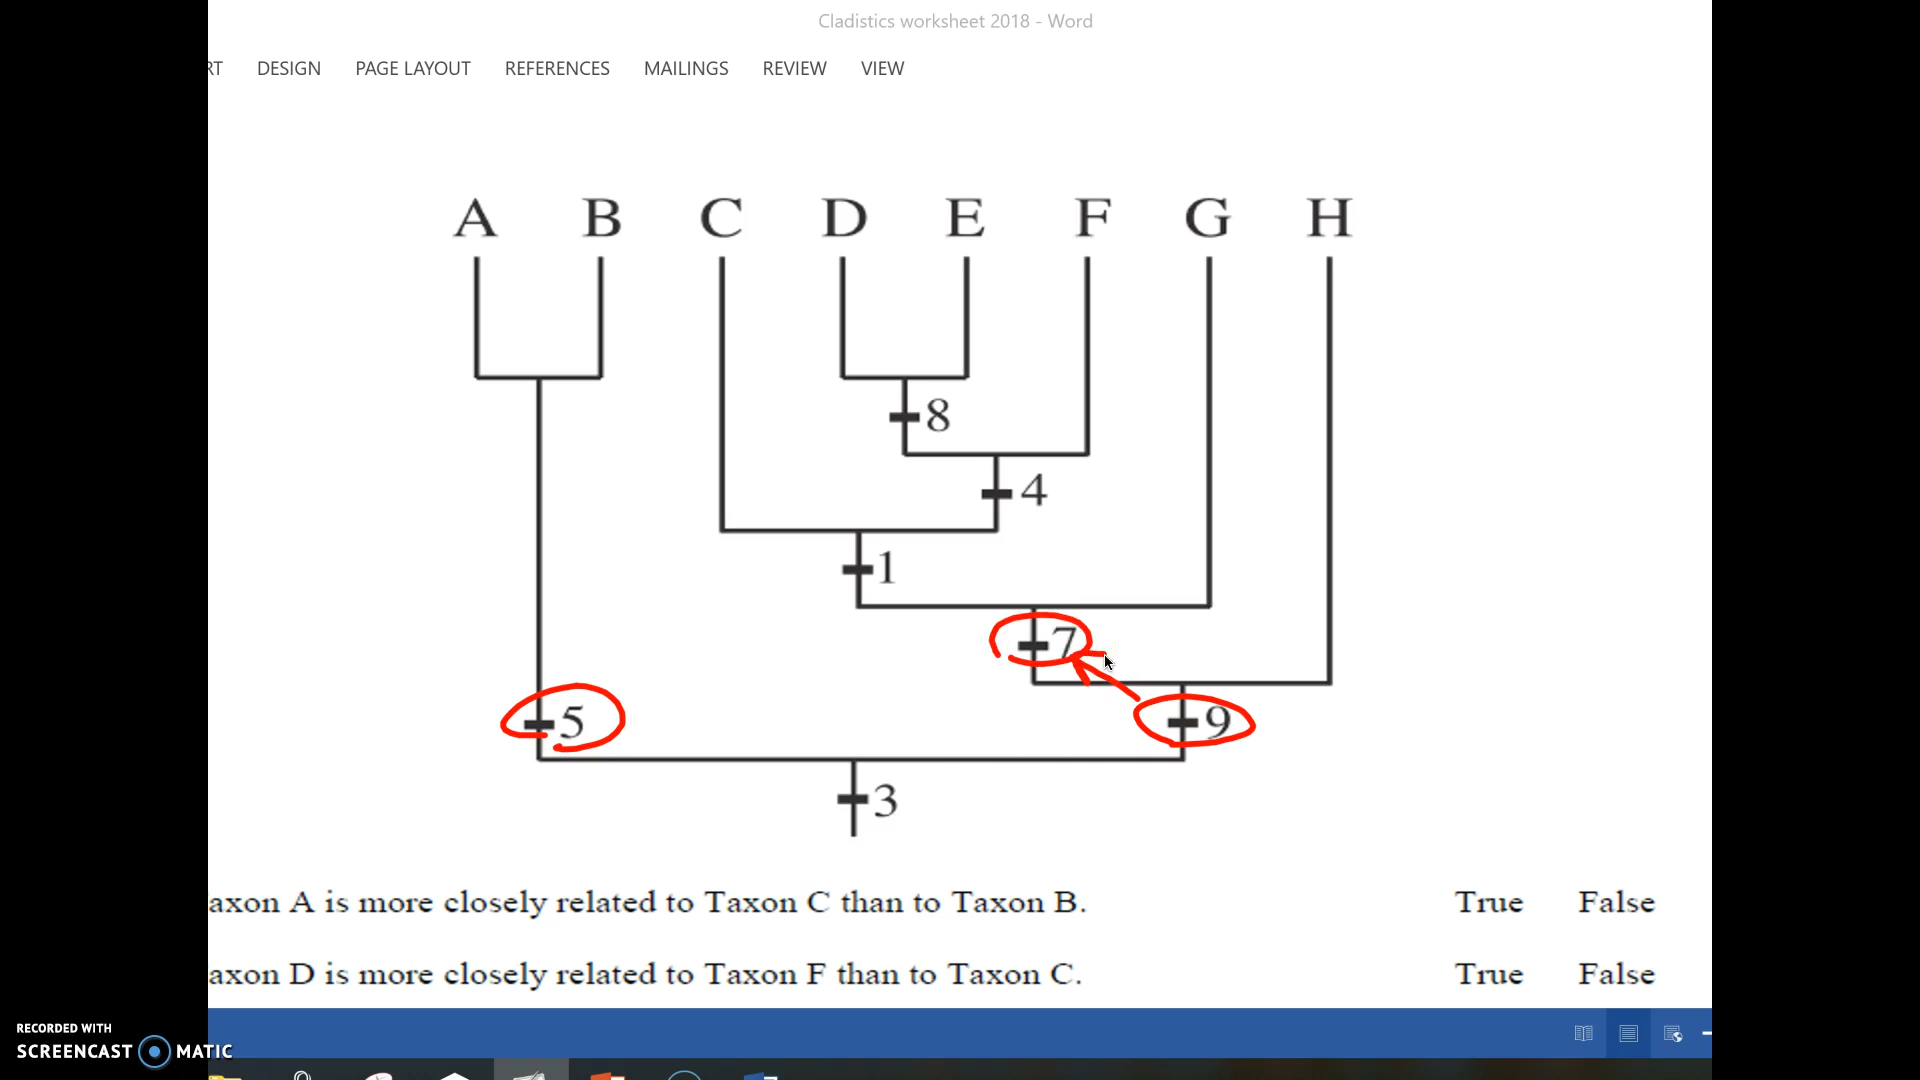 Cladistics worksheet 2018 - Word
RT DESIGN PAGE LAYOUT REFERENCES MAILINGS REVIEW VIEW
A B C D E F G H
8
4
1
7
5 9
3
axon A is more closely related to Taxon C than to Taxon B. True False
axon D is more closely related to Taxon F than to Taxon C. True False
RECORDED WITH
SCREENCAST MATIC